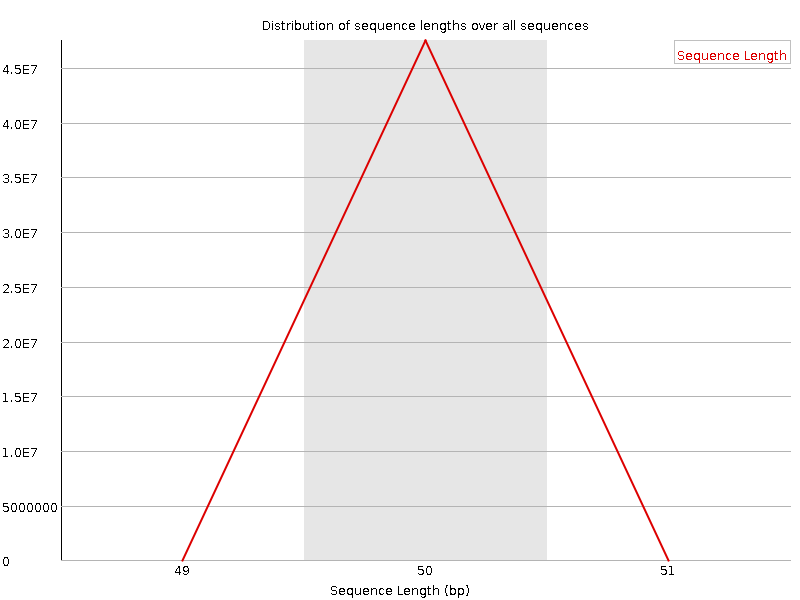 Distribution of sequence lengths over all sequences
Sequence Length
4.5E7
4.0E7
3.5E7
3.0E7
2.5E7
2.0E7
1.5E7
1.0E7
5000000
0
49 50 51
Sequence Length (bp)